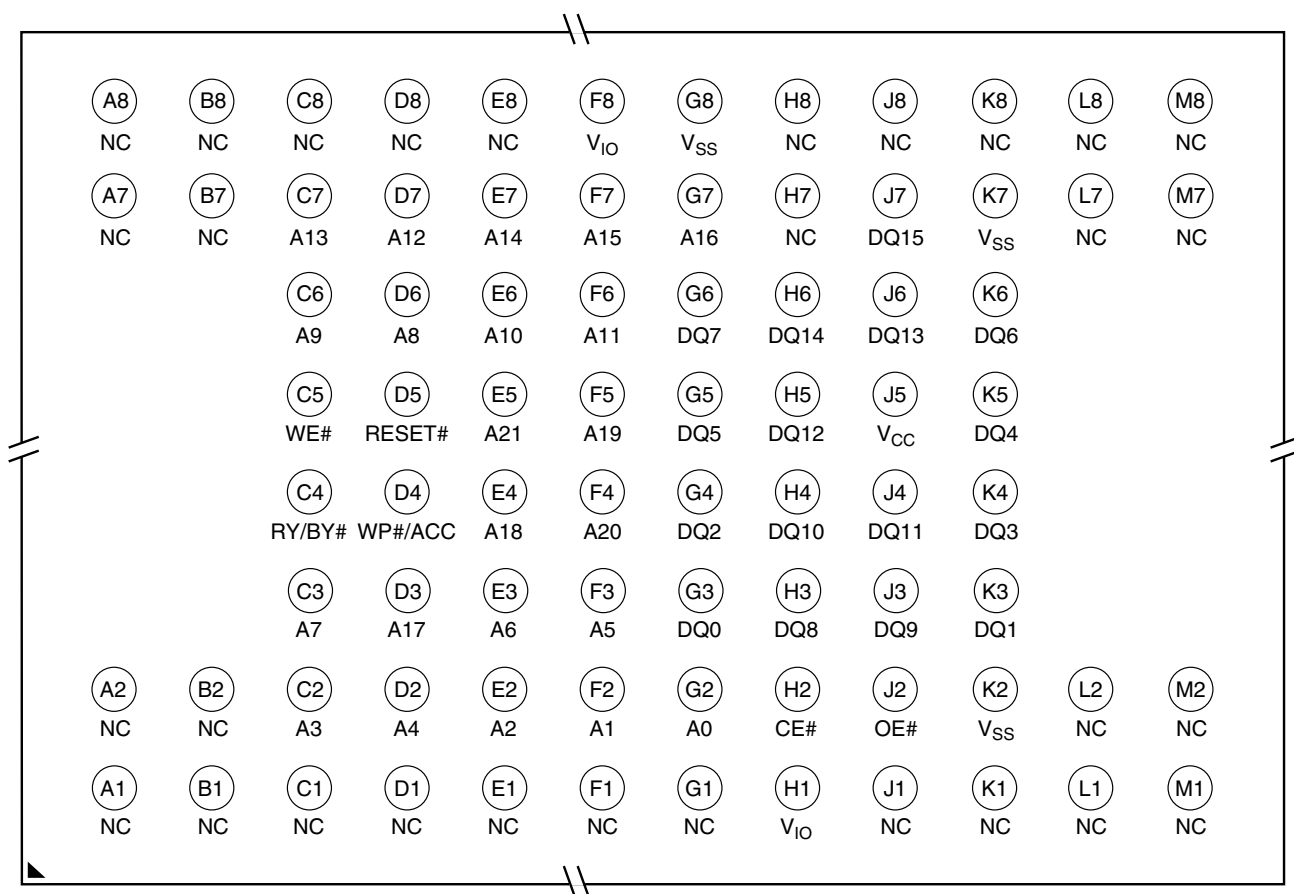 A8 B8 C8 D8 E8 F8 G8 H8 J8 K8 L8 M8
NC NC NC NC NC VIO VSS NC NC NC NC NC
A7 B7 C7 D7 E7 F7 G7 H7 J7 K7 L7 M7
NC NC A13 A12 A14 A15 A16 NC DQ15 VSS NC NC
C6 D6 E6 F6 G6 H6 J6 K6
A9 A8 A10 A11 DQ7 DQ14 DQ13 DQ6
C5 D5 E5 F5 G5 H5 J5 K5
WE# RESET# A21 A19 DQ5 DQ12 VCC DQ4
C4 D4 E4 F4 G4 H4 J4 K4
RY/BY# WP#/ACC A18 A20 DQ2 DQ10 DQ11 DQ3
C3 D3 E3 F3 G3 H3 J3 K3
A7 A17 A6 A5 DQ0 DQ8 DQ9 DQ1
A2 B2 C2 D2 E2 F2 G2 H2 J2 K2 L2 M2
NC NC A3 A4 A2 A1 A0 CE# OE# VSS NC NC
A1 B1 C1 D1 E1 F1 G1 H1 J1 K1 L1 M1
NC NC NC NC NC NC NC VIO NC NC NC NC